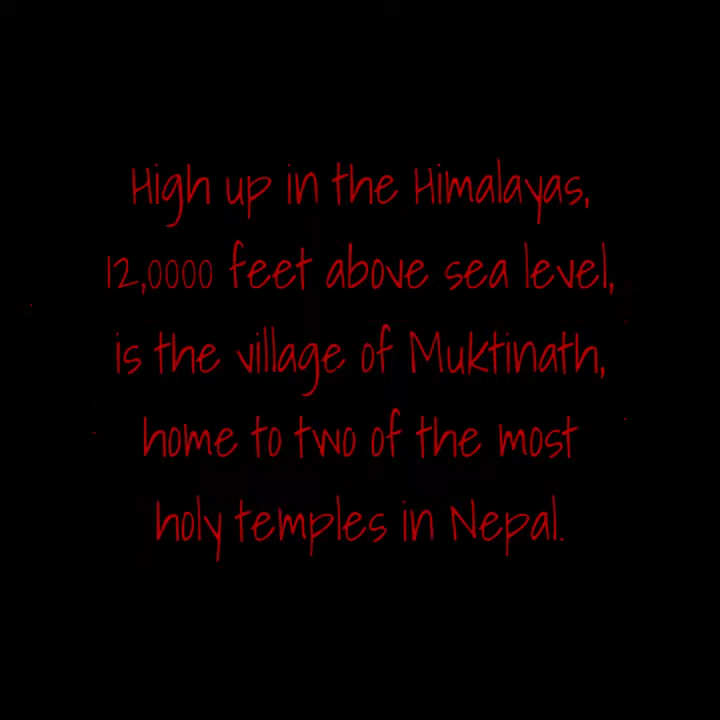 High up in the Himalayas,
12,0000 feet above sea level,
is the village of Muktinath,
home to two of the most
holy temples in Nepal.